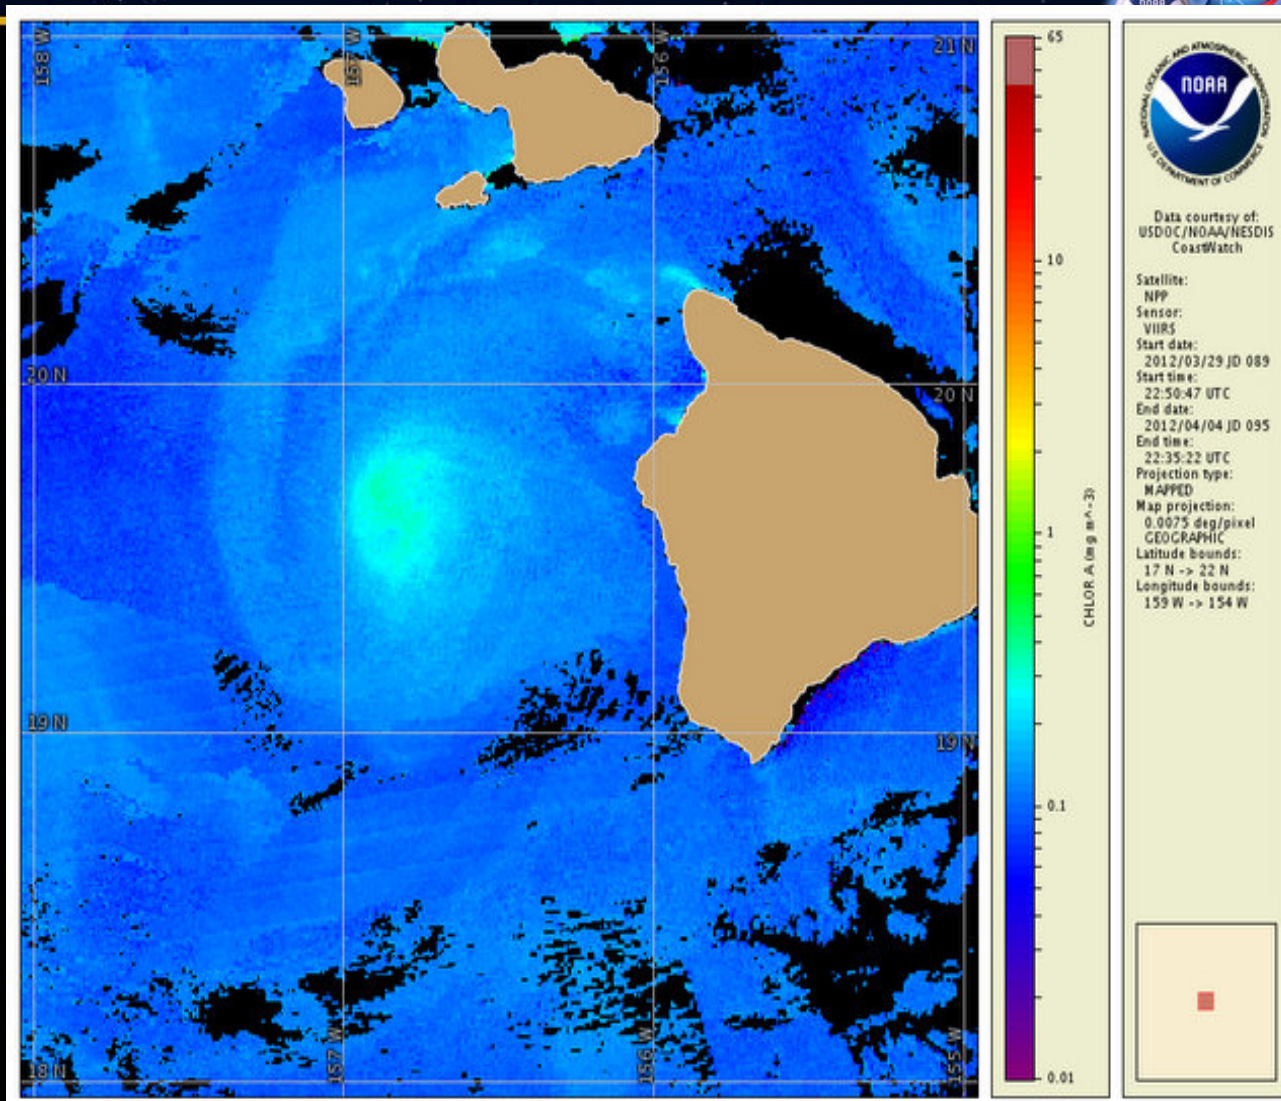 158 W
157 W
156 W
21 N
20 N
20 N
19 N
19 N
18 N
157 W
156 W
155 W
65
10
1
0.1
0.01
CHLOR A (mg m^-3)
NATIONAL OCEANIC AND ATMOSPHERIC ADMINISTRATION
NOAA
U.S. DEPARTMENT OF COMMERCE
Data courtesy of:
USDOC/NOAA/NESDIS
CoastWatch
Satellite:
NPP
Sensor:
VIIRS
Start date:
2012/03/29 JD 089
Start time:
22:50:47 UTC
End date:
2012/04/04 JD 095
End time:
22:35:22 UTC
Projection type:
MAPPED
Map projection:
0.0075 deg/pixel
GEOGRAPHIC
Latitude bounds:
17 N -> 22 N
Longitude bounds:
159 W -> 154 W